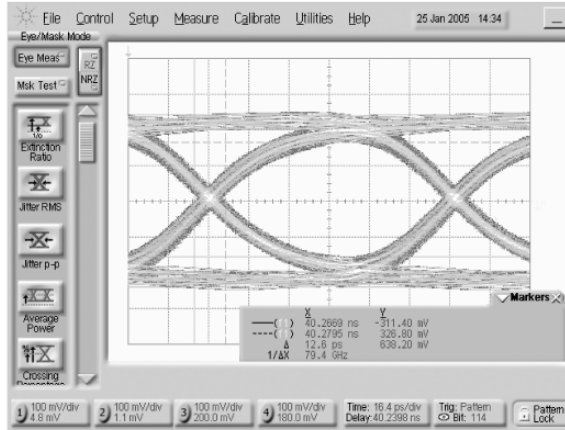 File Control Setup Measure Calibrate Utilities Help 25 Jan 2005 14:34
Eye/Mask Mode
Eye Meas
RZ
NRZ
Msk Test
Extinction
Ratio
Jitter RMS
Jitter p-p
Average
Power
Crossing
Markers
X Y
40.2669 ns -311.40 mV
40.2795 ns 326.80 mV
Δ 12.6 ps 638.20 mV
1/ΔX 79.4 GHz
1) 100 mV/div 4.8 mV
2) 100 mV/div 1.1 mV
3) 100 mV/div 200.0 mV
4) 100 mV/div 180.0 mV
Time: 16.4 ps/div
Delay: 40.2398 ns
Trig: Pattern
Bit: 114
Pattern
Lock